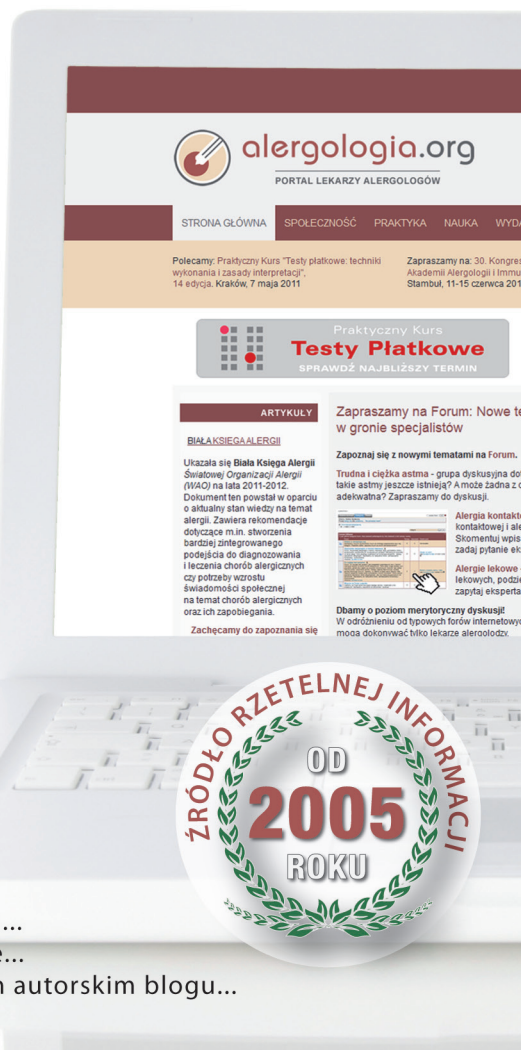 alergologia.org
PORTAL LEKARZY ALERGOLOGÓW
STRONA GŁÓWNA SPOŁECZNOŚĆ PRAKTYKA NAUKA WYDA
Polecamy: Praktyczny Kurs "Testy płatkowe: techniki
wykonania i zasady interpretacji",
14 edycja. Kraków, 7 maja 2011
Zapraszamy na: 30. Kongres
Akademii Alergologii i Immu
Stambuł, 11-15 czerwca 201
Praktyczny Kurs
Testy Płatkowe
SPRAWDŹ NAJBLIŻSZY TERMIN
ARTYKUŁY
BIAŁA KSIĘGA ALERGII
Ukazała się Biała Księga Alergii
Światowej Organizacji Alergii
(WAO) na lata 2011-2012.
Dokument ten powstał w oparciu
o aktualny stan wiedzy na temat
alergii. Zawiera rekomendacje
dotyczące m.in. stworzenia
bardziej zintegrowanego
podejścia do diagnozowania
i leczenia chorób alergicznych
czy potrzeby wzrostu
świadomości społecznej
na temat chorób alergicznych
oraz ich zapobiegania.
Zachęcamy do zapoznania się
Zapraszamy na Forum: Nowe te
w gronie specjalistów
Zapoznaj się z nowymi tematami na Forum.
Trudna i ciężka astma - grupa dyskusyjna dot
takie astmy jeszcze istnieją? A może żadna z d
adekwatna? Zapraszamy do dyskusji.
Alergia kontakto
kontaktowej i ale
Skomentuj wpis
zadaj pytanie ek
Alergie lekowe
lekowych, podzie
zapytaj eksperta
Dbamy o poziom merytoryczny dyskusji!
W odróżnieniu od typowych forów internetowyc
mogą dokonywać tylko lekarze alergolodzy.
ŹRÓDŁO RZETELNEJ INFORMACJI
OD
2005
ROKU
...
e...
autorskim blogu...